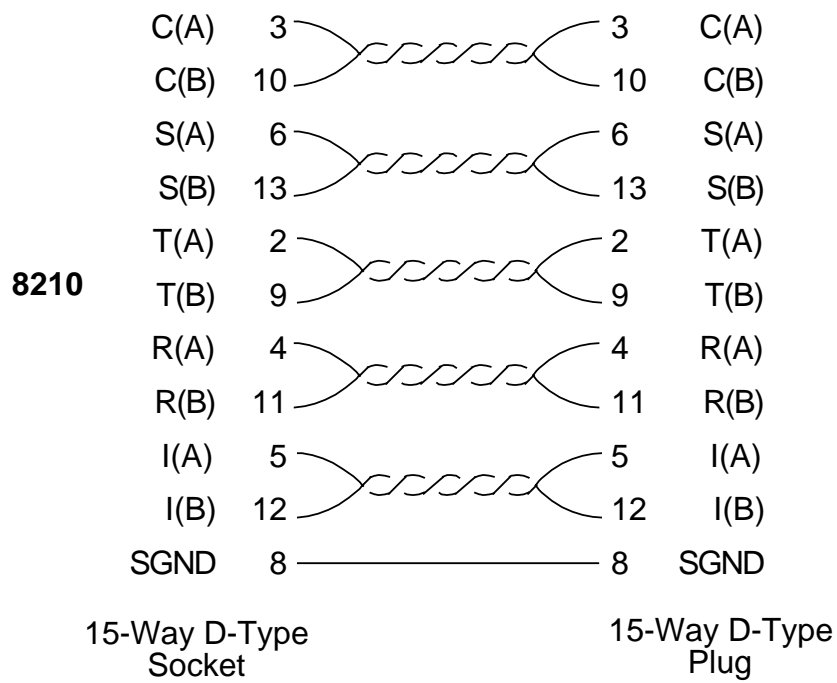 C(A) 3 3 C(A)
C(B) 10 10 C(B)
S(A) 6 6 S(A)
S(B) 13 13 S(B)
T(A) 2 2 T(A)
8210
T(B) 9 9 T(B)
R(A) 4 4 R(A)
R(B) 11 11 R(B)
I(A) 5 5 I(A)
I(B) 12 12 I(B)
SGND 8 8 SGND
15-Way D-Type
Socket
15-Way D-Type
Plug